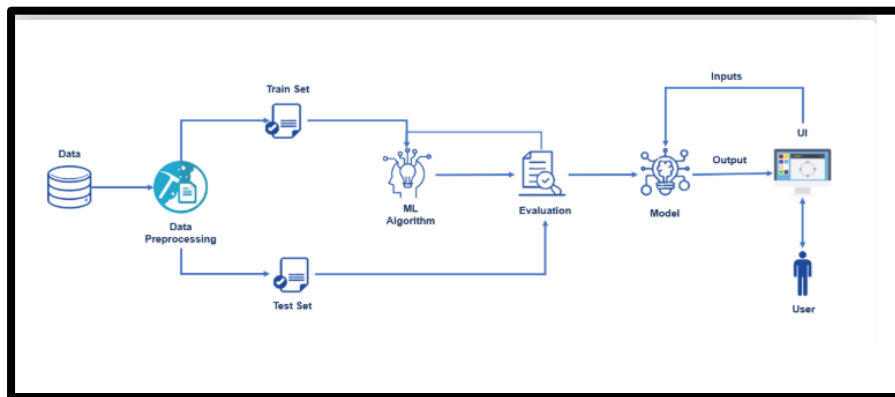 Inputs
Train Set
UI
Data
Output
ML
Algorithm
Evaluation
Model
Data
Preprocessing
Test Set
User